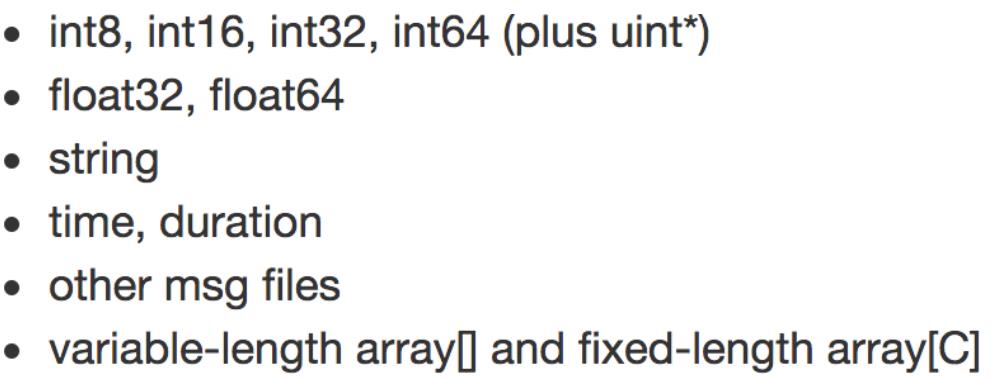 • int8, int16, int32, int64 (plus uint*)
• float32, float64
• string
• time, duration
• other msg files
• variable-length array[] and fixed-length array[C]